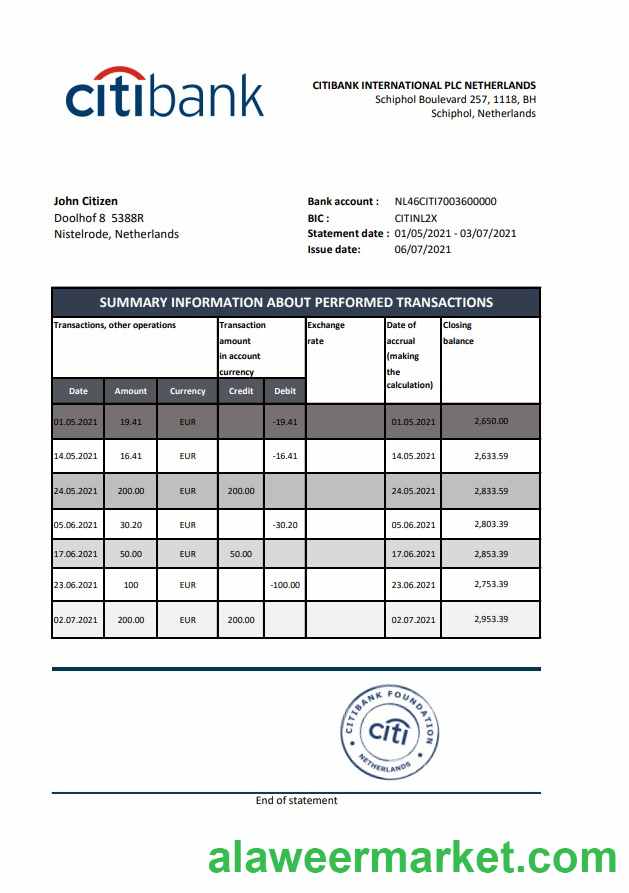 citibank
CITIBANK INTERNATIONAL PLC NETHERLANDS
Schiphol Boulevard 257, 1118, BH
Schiphol, Netherlands
John Citizen
Doolhof 8 5388R
Nistelrode, Netherlands
Bank account : NL46CITI7003600000
BIC : CITINL2X
Statement date : 01/05/2021 - 03/07/2021
Issue date: 06/07/2021
SUMMARY INFORMATION ABOUT PERFORMED TRANSACTIONS
Transactions, other operations
Transaction
amount
in account
currency
Exchange
rate
Date of
accrual
(making
the
calculation)
Closing
balance
Date Amount Currency Credit Debit
01.05.2021 19.41 EUR -19.41 01.05.2021 2,650.00
14.05.2021 16.41 EUR -16.41 14.05.2021 2,633.59
24.05.2021 200.00 EUR 200.00 24.05.2021 2,833.59
05.06.2021 30.20 EUR -30.20 05.06.2021 2,803.39
17.06.2021 50.00 EUR 50.00 17.06.2021 2,853.39
23.06.2021 100 EUR -100.00 23.06.2021 2,753.39
02.07.2021 200.00 EUR 200.00 02.07.2021 2,953.39
CITIBANK FOUNDATION
citi
NETHERLANDS
End of statement
alaweermarket.com